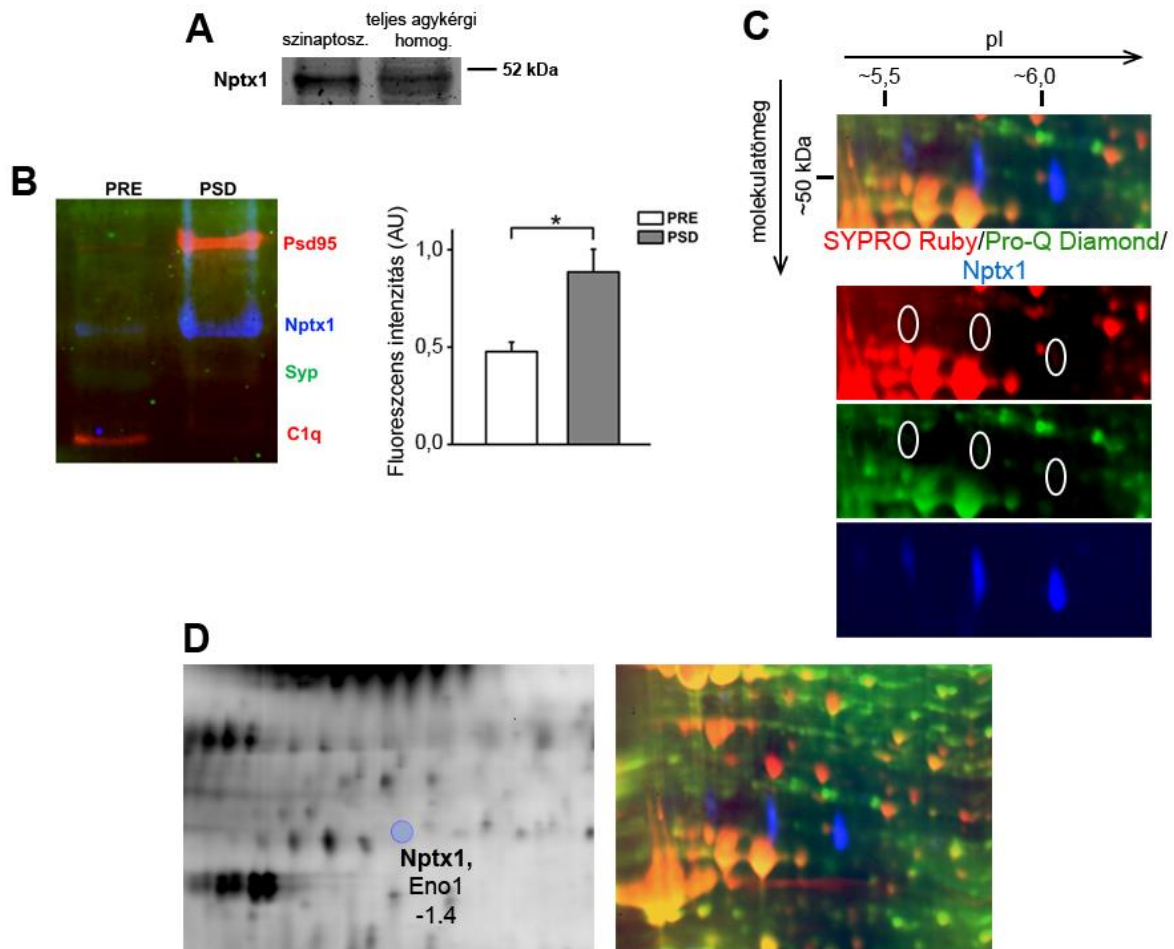 A
szinaptosz.
teljes agykérgi
homog.
Nptx1
52 kDa
B
PRE
PSD
Psd95
Nptx1
Syp
C1q
Fluoreszcens intenzitás (AU)
1,0
0,5
0,0
*
PRE
PSD
C
pI
~5,5
~6,0
molekulatömeg
~50 kDa
SYPRO Ruby/Pro-Q Diamond/
Nptx1
D
Nptx1,
Eno1
-1.4